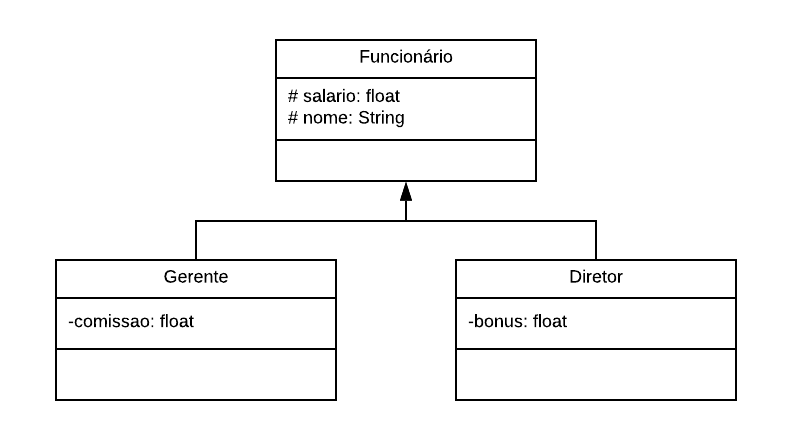 Funcionário
# salario: float
# nome: String
Gerente
-comissao: float
Diretor
-bonus: float